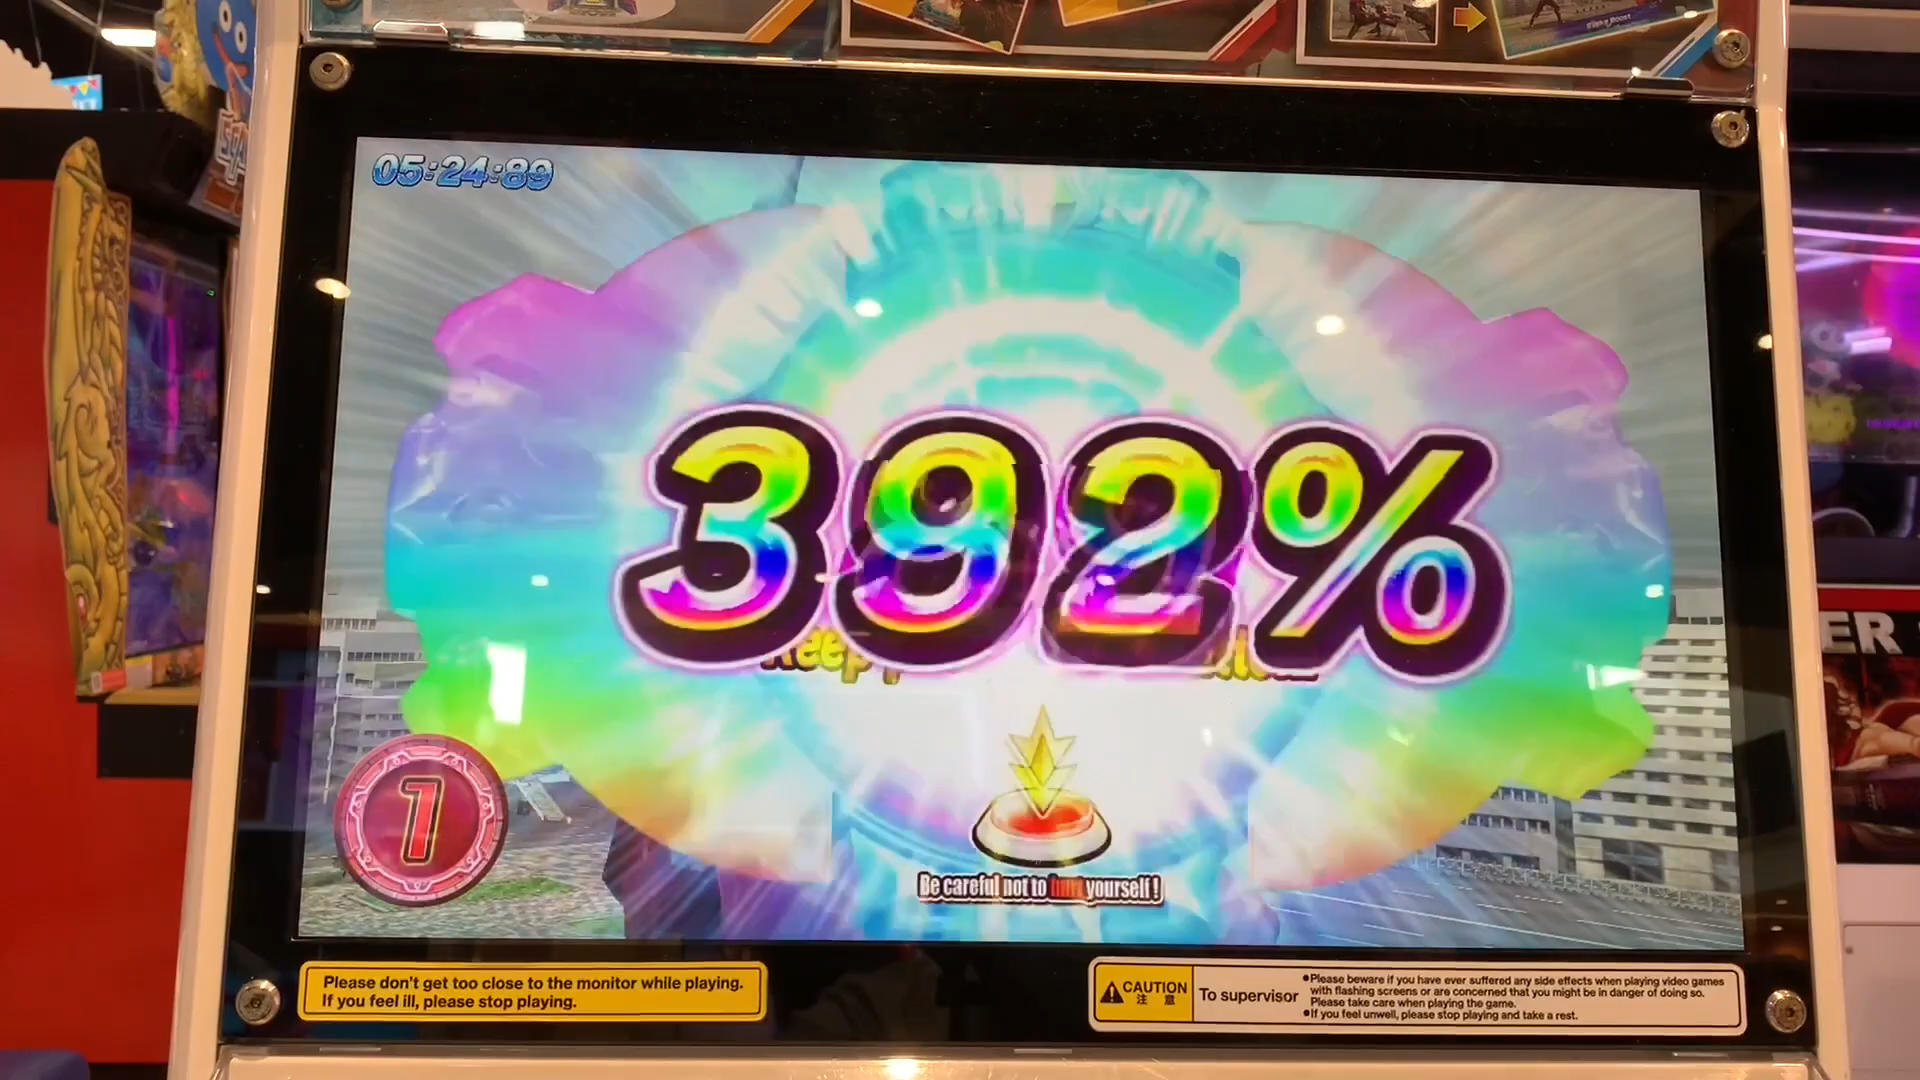 05:24:89
392%
Keep
1
Be careful not to hurt yourself!
Please don't get too close to the monitor while playing.
If you feel ill, please stop playing.
CAUTION
注 意
To supervisor
•Please beware if you have ever suffered any side effects when playing video games
with flashing screens or are concerned that you might be in danger of doing so.
Please take care when playing the game.
•If you feel unwell, please stop playing and take a rest.
ER